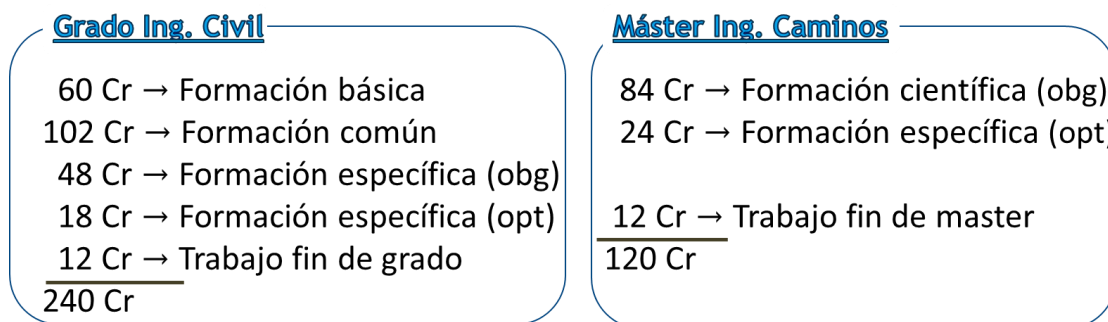 Grado Ing. Civil
60 Cr → Formación básica
102 Cr → Formación común
48 Cr → Formación específica (obg)
18 Cr → Formación específica (opt)
12 Cr → Trabajo fin de grado
240 Cr
Máster Ing. Caminos
84 Cr → Formación científica (obg)
24 Cr → Formación específica (opt)
12 Cr → Trabajo fin de master
120 Cr